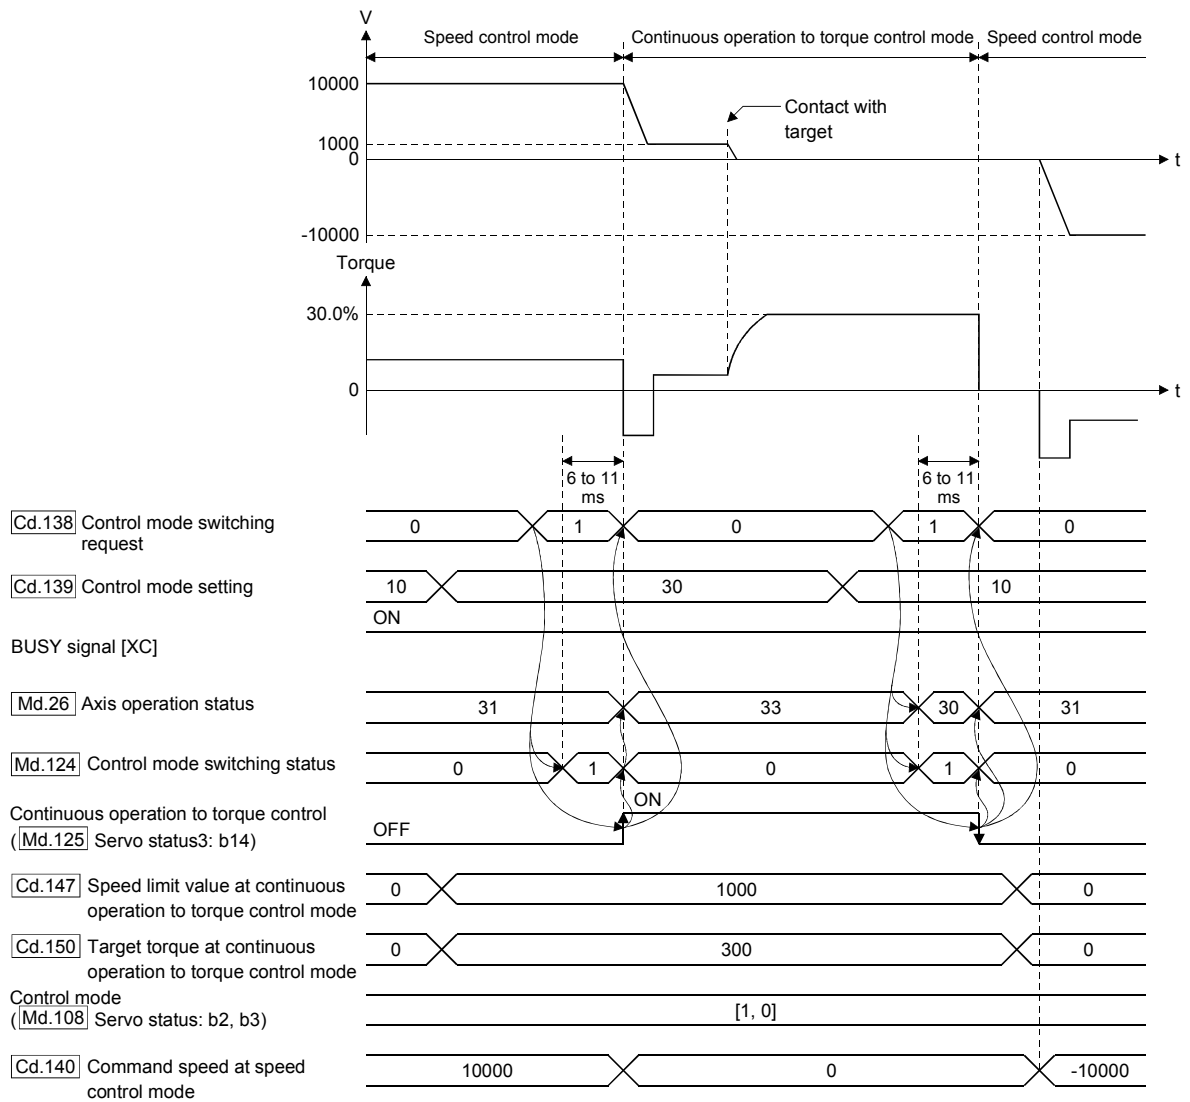 V
Speed control mode
Continuous operation to torque control mode
Speed control mode
10000
Contact with
target
1000
0
t
-10000
Torque
30.0%
0
t
6 to 11
ms
6 to 11
ms
Cd.138 Control mode switching
request
0 1 0 1 0
Cd.139 Control mode setting
10 30 10
ON
BUSY signal [XC]
Md.26 Axis operation status
31 33 30 31
Md.124 Control mode switching status
0 1 0 1 0
ON
Continuous operation to torque control
(Md.125 Servo status3: b14)
OFF
Cd.147 Speed limit value at continuous
operation to torque control mode
0 1000 0
Cd.150 Target torque at continuous
operation to torque control mode
0 300 0
Control mode
(Md.108 Servo status: b2, b3)
[1, 0]
Cd.140 Command speed at speed
control mode
10000 0 -10000